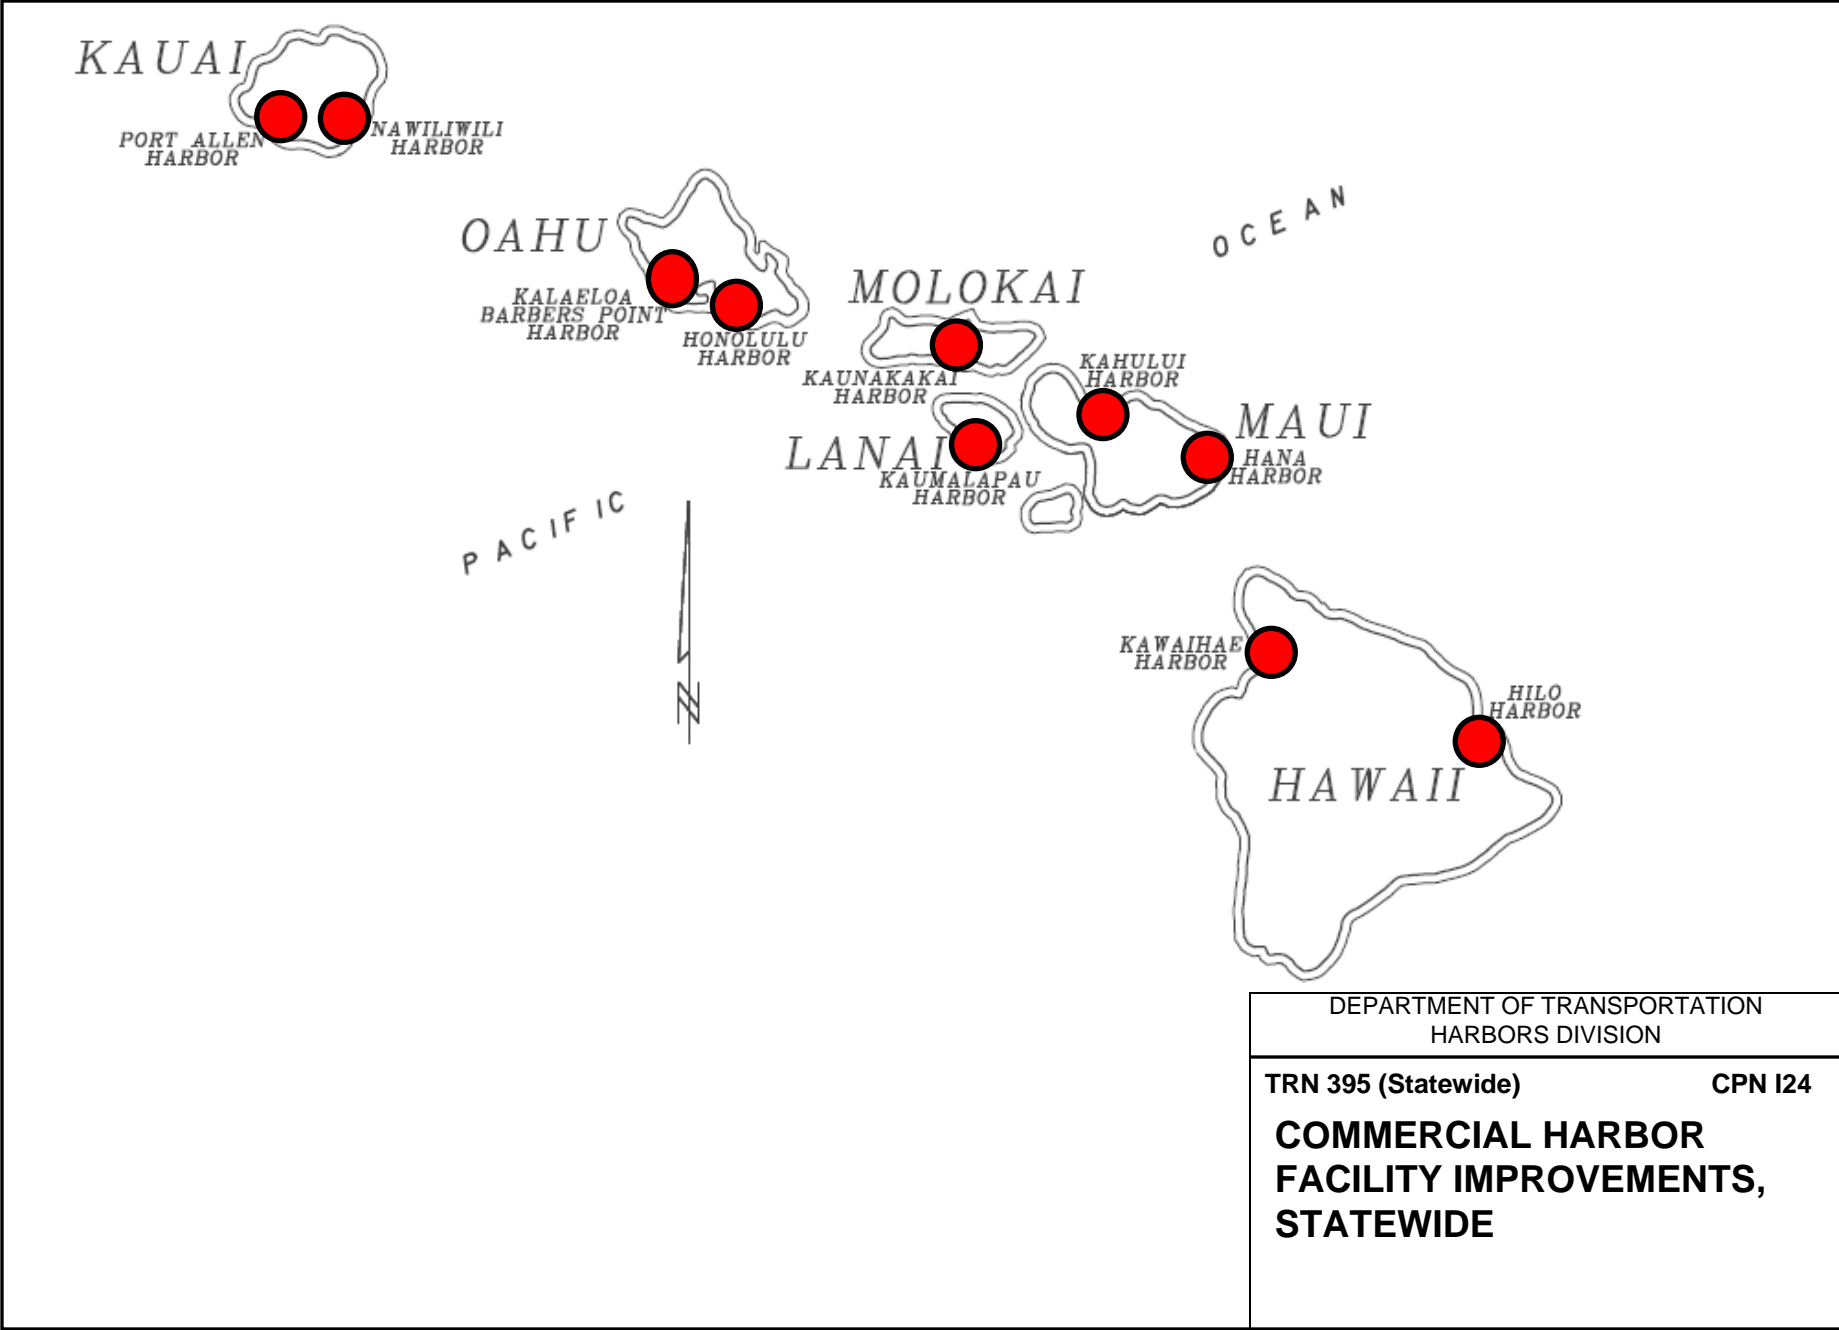 KAUAI
PORT ALLEN
HARBOR
NAWILIWILI
HARBOR
OAHU
KALAELOA
BARBERS POINT
HARBOR
HONOLULU
HARBOR
OCEAN
MOLOKAI
KAUNAKAKAI
HARBOR
KAHULUI
HARBOR
MAUI
HANA
HARBOR
LANAI
KAUMALAPAU
HARBOR
PACIFIC
N
KAWAIHAE
HARBOR
HILO
HARBOR
HAWAII
DEPARTMENT OF TRANSPORTATION
HARBORS DIVISION
TRN 395 (Statewide) CPN I24
COMMERCIAL HARBOR
FACILITY IMPROVEMENTS,
STATEWIDE